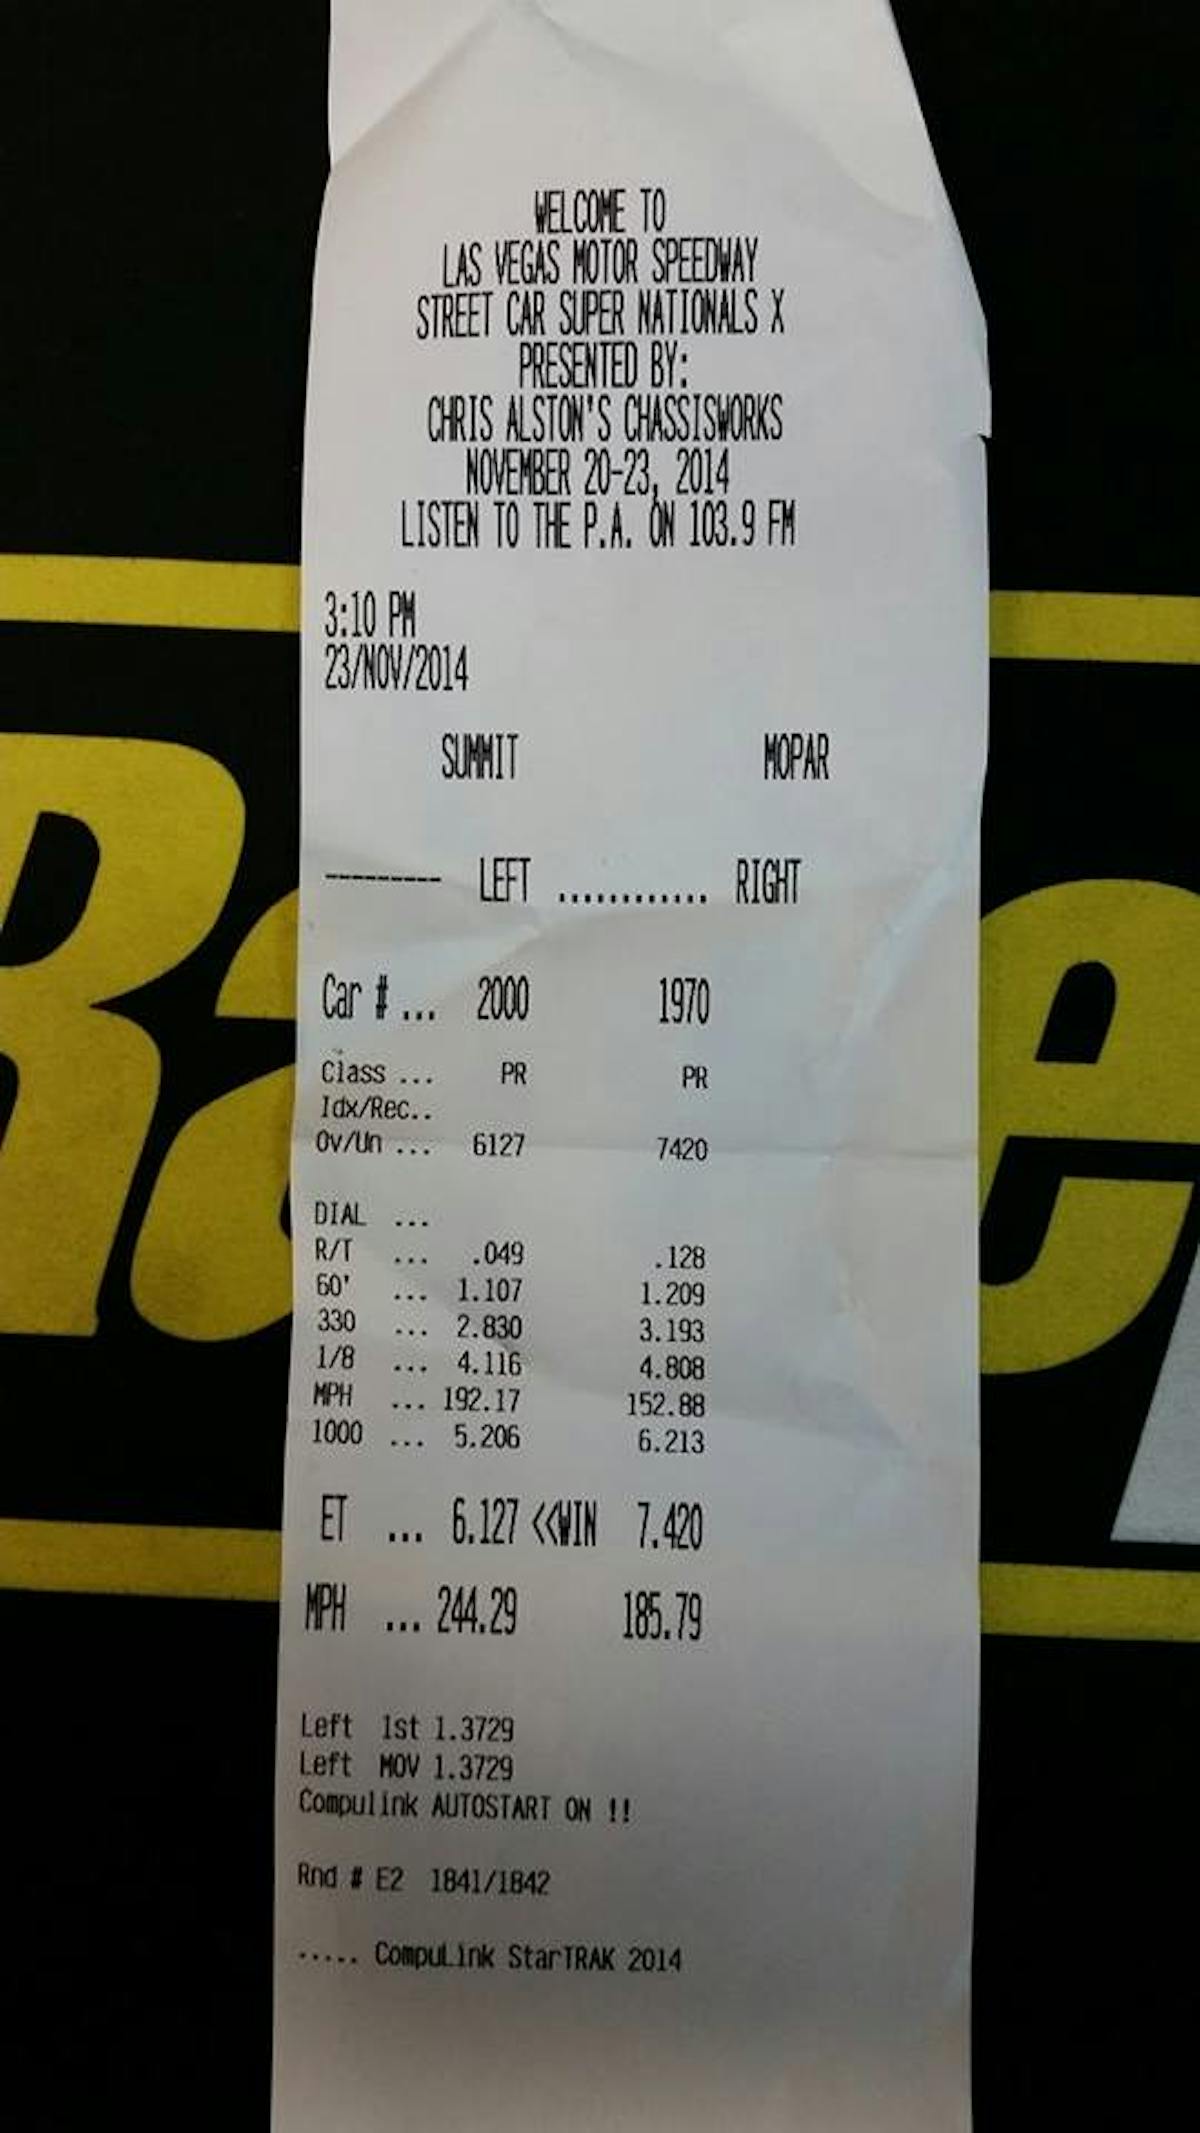 WELCOME TO
LAS VEGAS MOTOR SPEEDWAY
STREET CAR SUPER NATIONALS X
PRESENTED BY:
CHRIS ALSTON'S CHASSISWORKS
NOVEMBER 20-23, 2014
LISTEN TO THE P.A. ON 103.9 FM
3:10 PM
23/NOV/2014
SUMMIT MOPAR
--------- LEFT ............ RIGHT
Car # ... 2000 1970
Class ... PR PR
Idx/Rec..
Ov/Un ... 6127 7420
DIAL ...
R/T ... .049 .128
60' ... 1.107 1.209
330 ... 2.830 3.193
1/8 ... 4.116 4.808
MPH ... 192.17 152.88
1000 ... 5.206 6.213
ET ... 6.127 <<WIN 7.420
MPH ... 244.29 185.79
Left 1st 1.3729
Left MOV 1.3729
Compulink AUTOSTART ON !!
Rnd # E2 1841/1842
..... CompuLink StarTRAK 2014